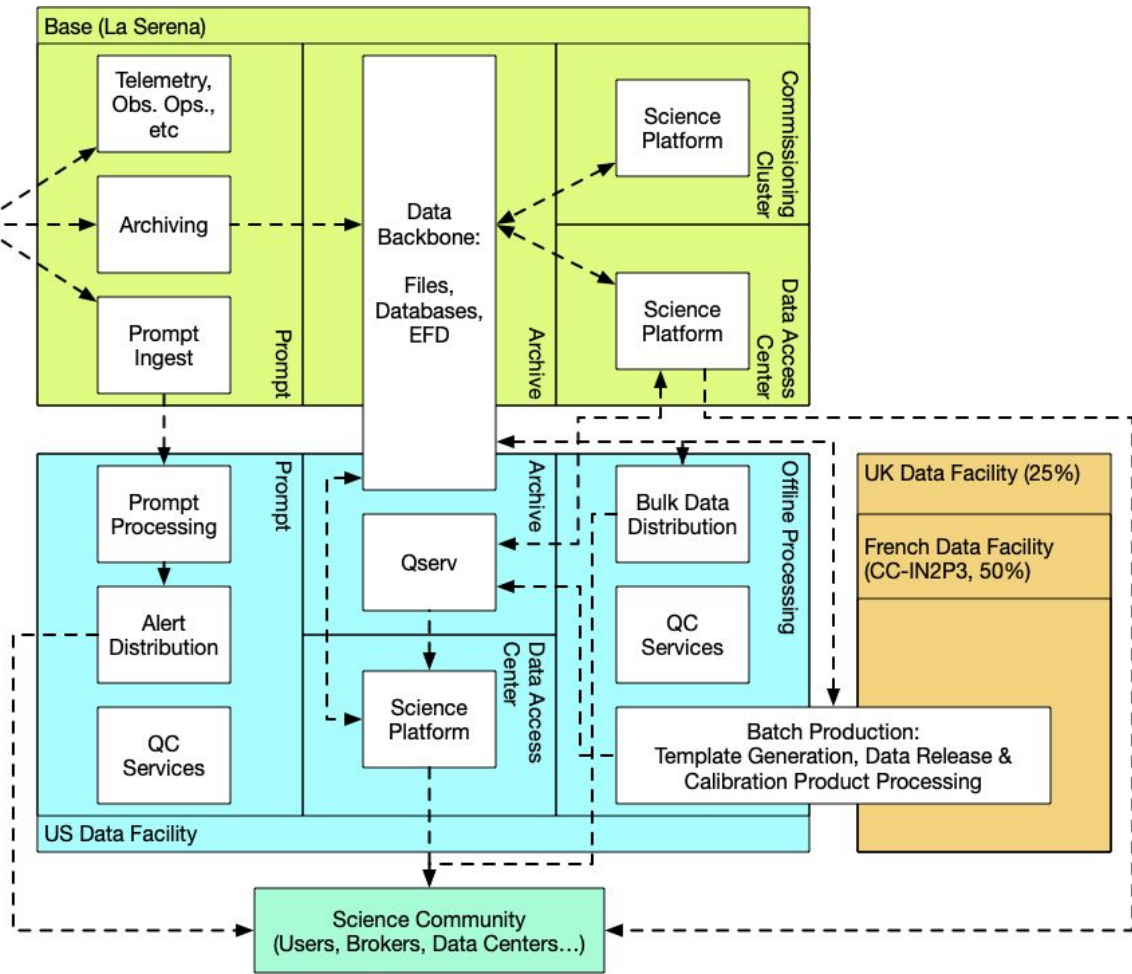 Base (La Serena)
Telemetry,
Obs. Ops.,
etc
Archiving
Prompt
Ingest
Prompt
Data
Backbone:
Files,
Databases,
EFD
Archive
Science
Platform
Commissioning
Cluster
Science
Platform
Data Access
Center
Prompt
Processing
Alert
Distribution
QC
Services
Prompt
Archive
Qserv
Data Access
Center
Science
Platform
Bulk Data
Distribution
QC
Services
Offline Processing
Batch Production:
Template Generation, Data Release &
Calibration Product Processing
US Data Facility
UK Data Facility (25%)
French Data Facility
(CC-IN2P3, 50%)
Science Community
(Users, Brokers, Data Centers…)